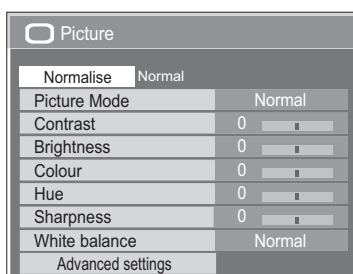 Picture
Normalise Normal
Picture Mode Normal
Contrast 0
Brightness 0
Colour 0
Hue 0
Sharpness 0
White balance Normal
Advanced settings